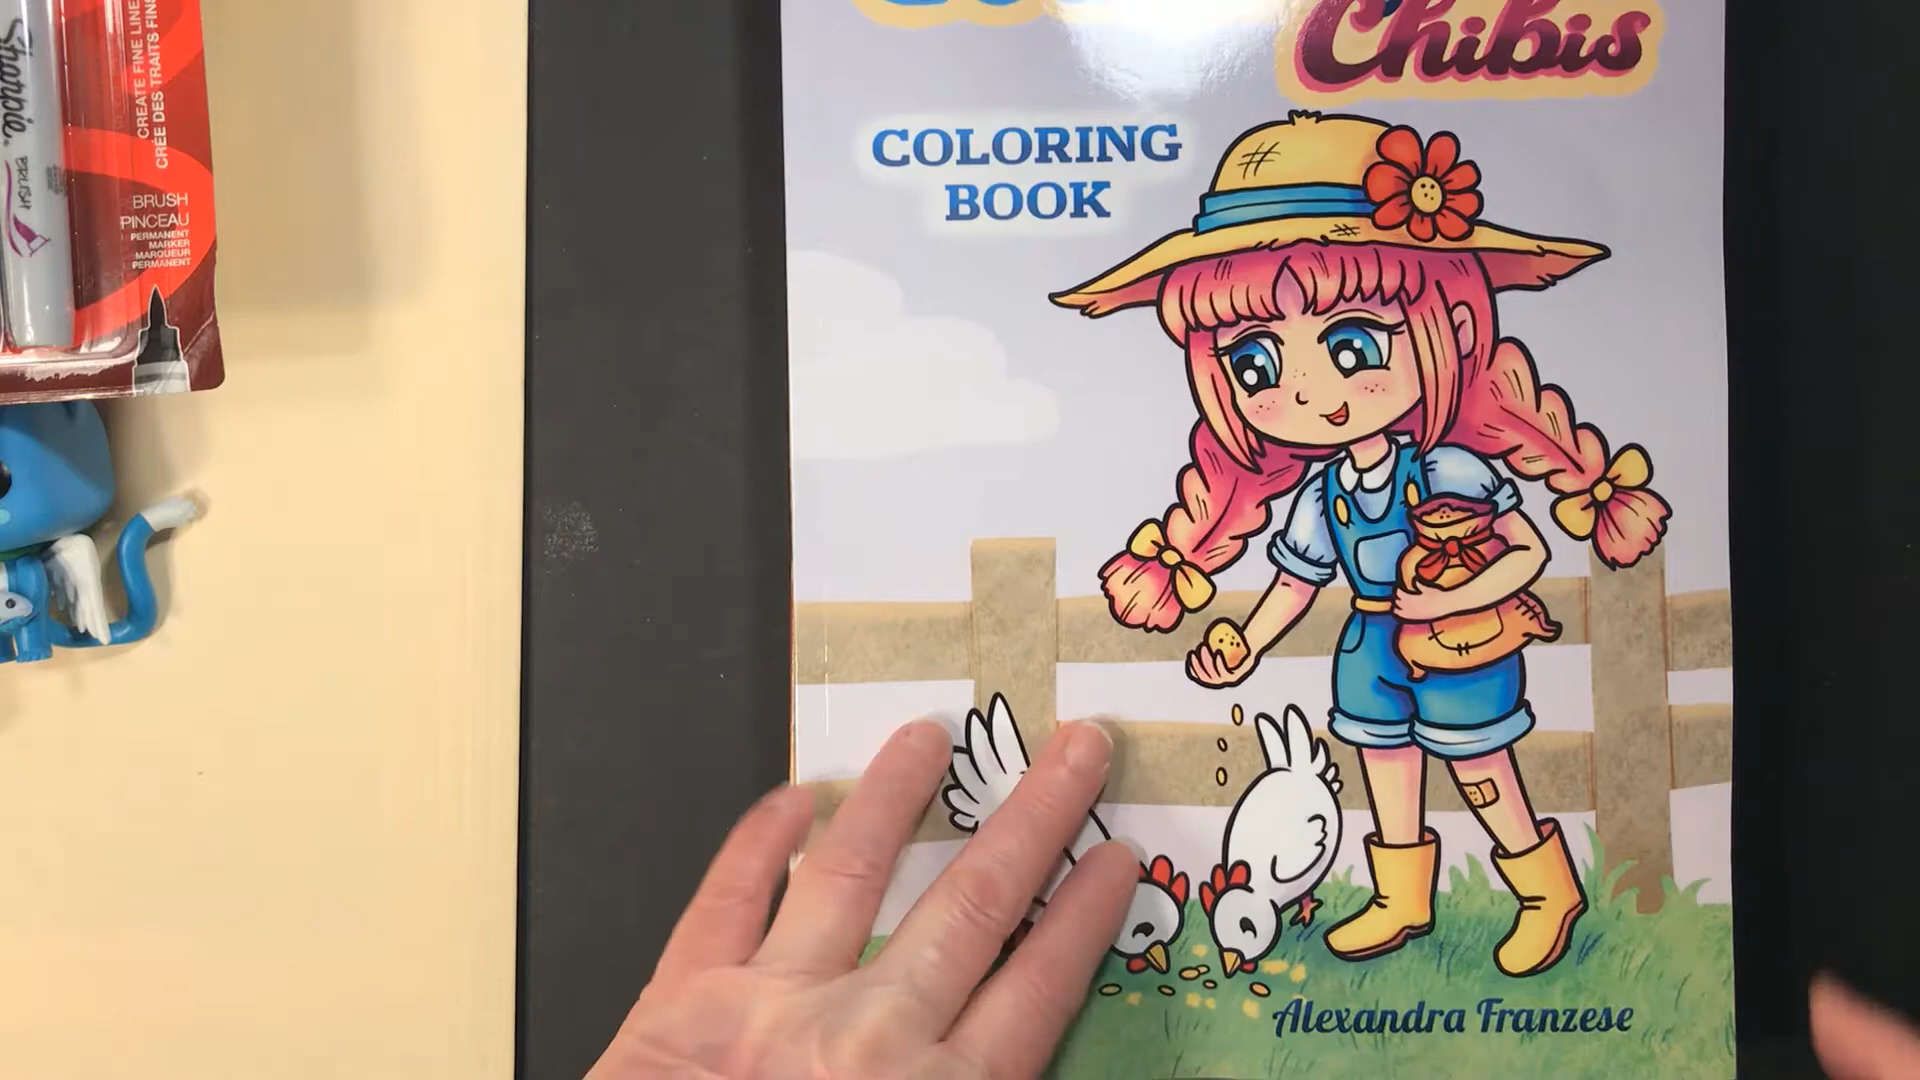 Sharpie.
BRUSH
CREATE FINE LINE
CRÉE DES TRAITS FINS
BRUSH
PINCEAU
PERMANENT
MARKER
MARQUEUR
PERMANENT
Chibis
COLORING
BOOK
Alexandra Franzese